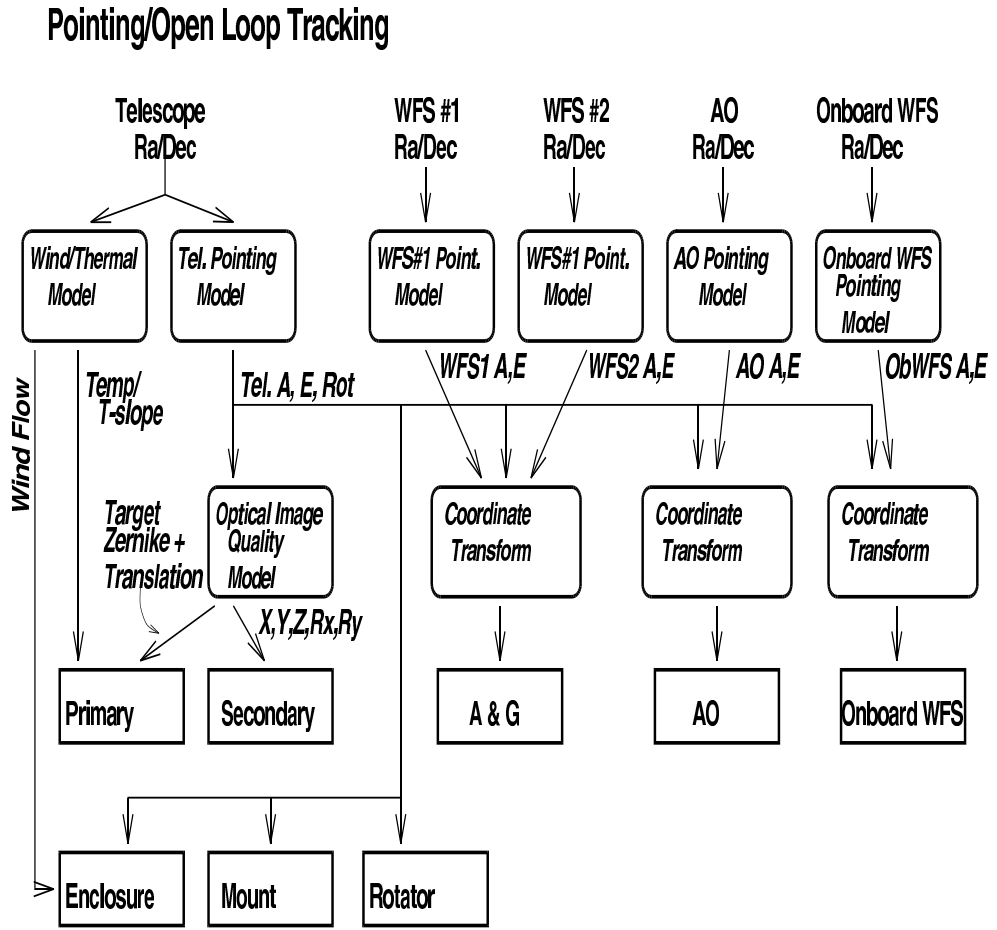 Pointing/Open Loop Tracking
Telescope
Ra/Dec
WFS #1
Ra/Dec
WFS #2
Ra/Dec
AO
Ra/Dec
Onboard WFS
Ra/Dec
Wind/Thermal
Model
Tel. Pointing
Model
WFS#1 Point.
Model
WFS#1 Point.
Model
AO Pointing
Model
Onboard WFS
Pointing
Model
Wind Flow
Temp/
T-slope
Tel. A, E, Rot
WFS1 A,E
WFS2 A,E
AO A,E
ObWFS A,E
Target
Zernike +
Translation
Optical Image
Quality
Model
Coordinate
Transform
Coordinate
Transform
Coordinate
Transform
X,Y,Z,Rx,Ry
Primary
Secondary
A & G
AO
Onboard WFS
Enclosure
Mount
Rotator